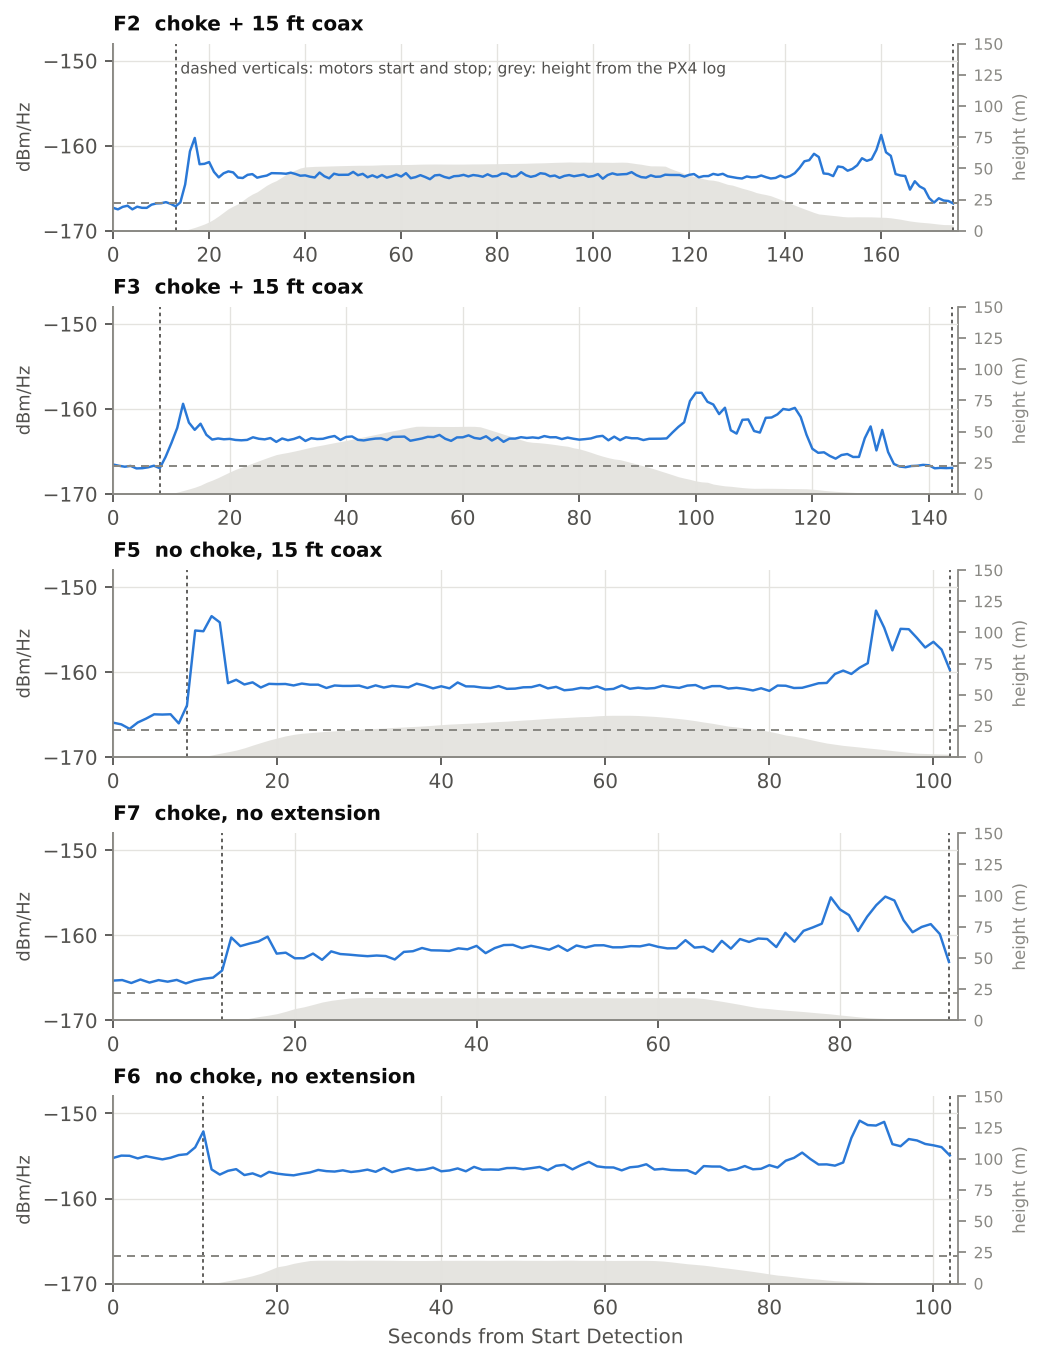 F2  choke + 15 ft coax
dashed verticals: motors start and stop; grey: height from the PX4 log
dBm/Hz
−150
−160
−170
150
125
100
75
50
25
0
height (m)
0 20 40 60 80 100 120 140 160
F3  choke + 15 ft coax
dBm/Hz
−150
−160
−170
150
125
100
75
50
25
0
height (m)
0 20 40 60 80 100 120 140
F5  no choke, 15 ft coax
dBm/Hz
−150
−160
−170
150
125
100
75
50
25
0
height (m)
0 20 40 60 80 100
F7  choke, no extension
dBm/Hz
−150
−160
−170
150
125
100
75
50
25
0
height (m)
0 20 40 60 80
F6  no choke, no extension
dBm/Hz
−150
−160
−170
150
125
100
75
50
25
0
height (m)
0 20 40 60 80 100
Seconds from Start Detection